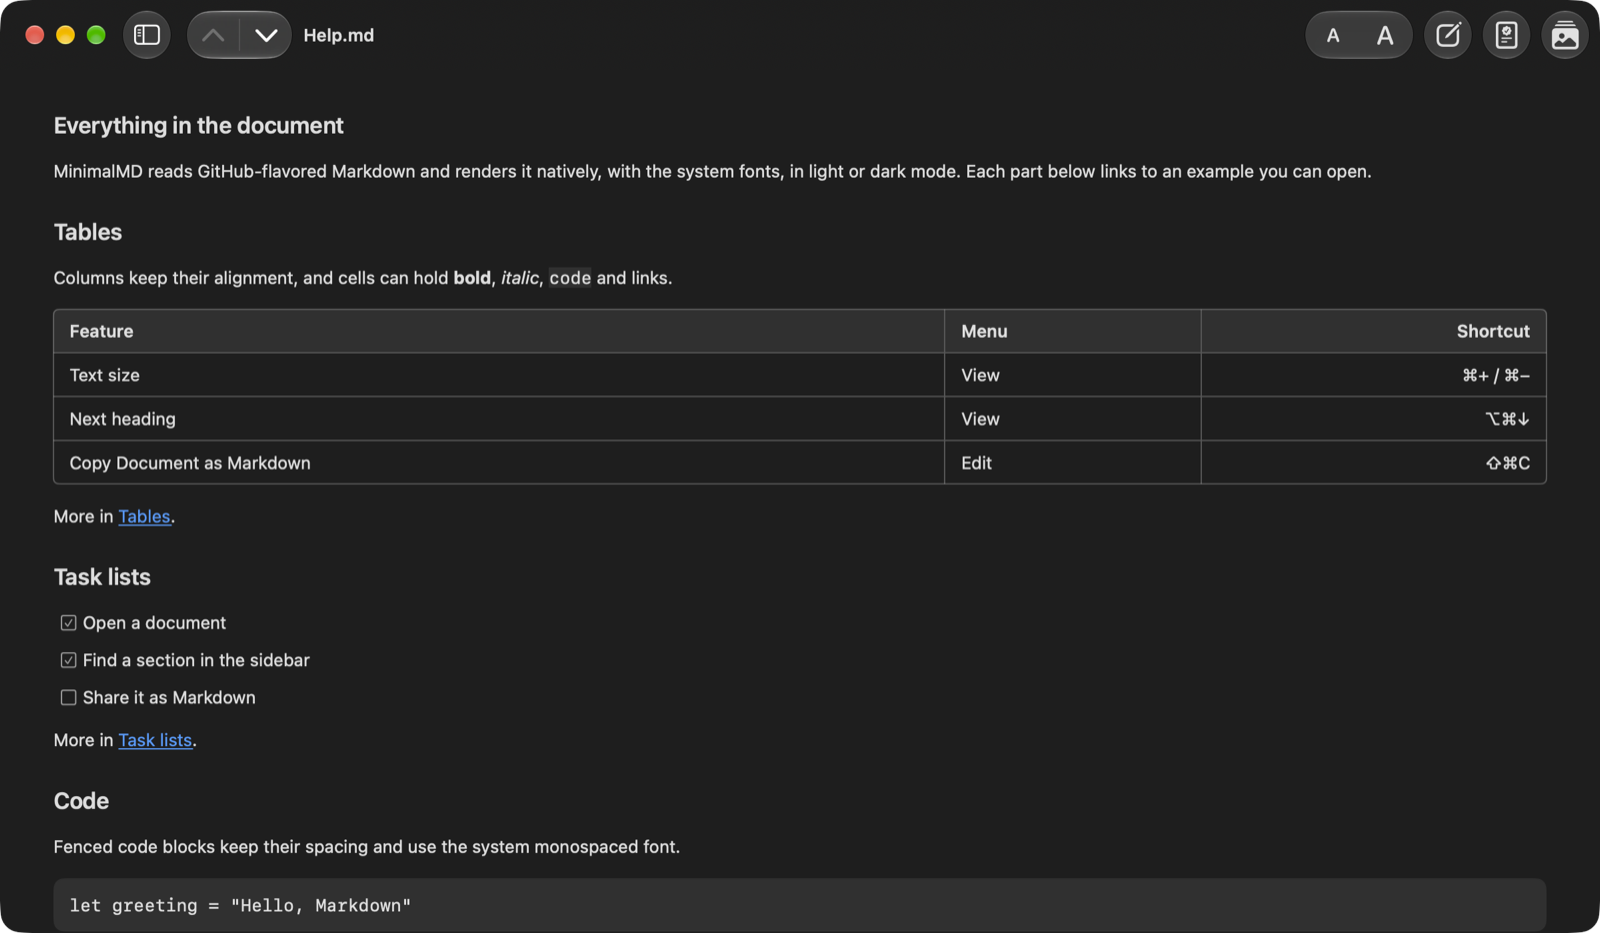 Help.md
A A
Everything in the document
MinimalMD reads GitHub-flavored Markdown and renders it natively, with the system fonts, in light or dark mode. Each part below links to an example you can open.
Tables
Columns keep their alignment, and cells can hold bold, italic, code and links.
Feature Menu Shortcut
Text size View ⌘+ / ⌘−
Next heading View ⌥⌘↓
Copy Document as Markdown Edit ⇧⌘C
More in Tables.
Task lists
Open a document
Find a section in the sidebar
Share it as Markdown
More in Task lists.
Code
Fenced code blocks keep their spacing and use the system monospaced font.
let greeting = "Hello, Markdown"